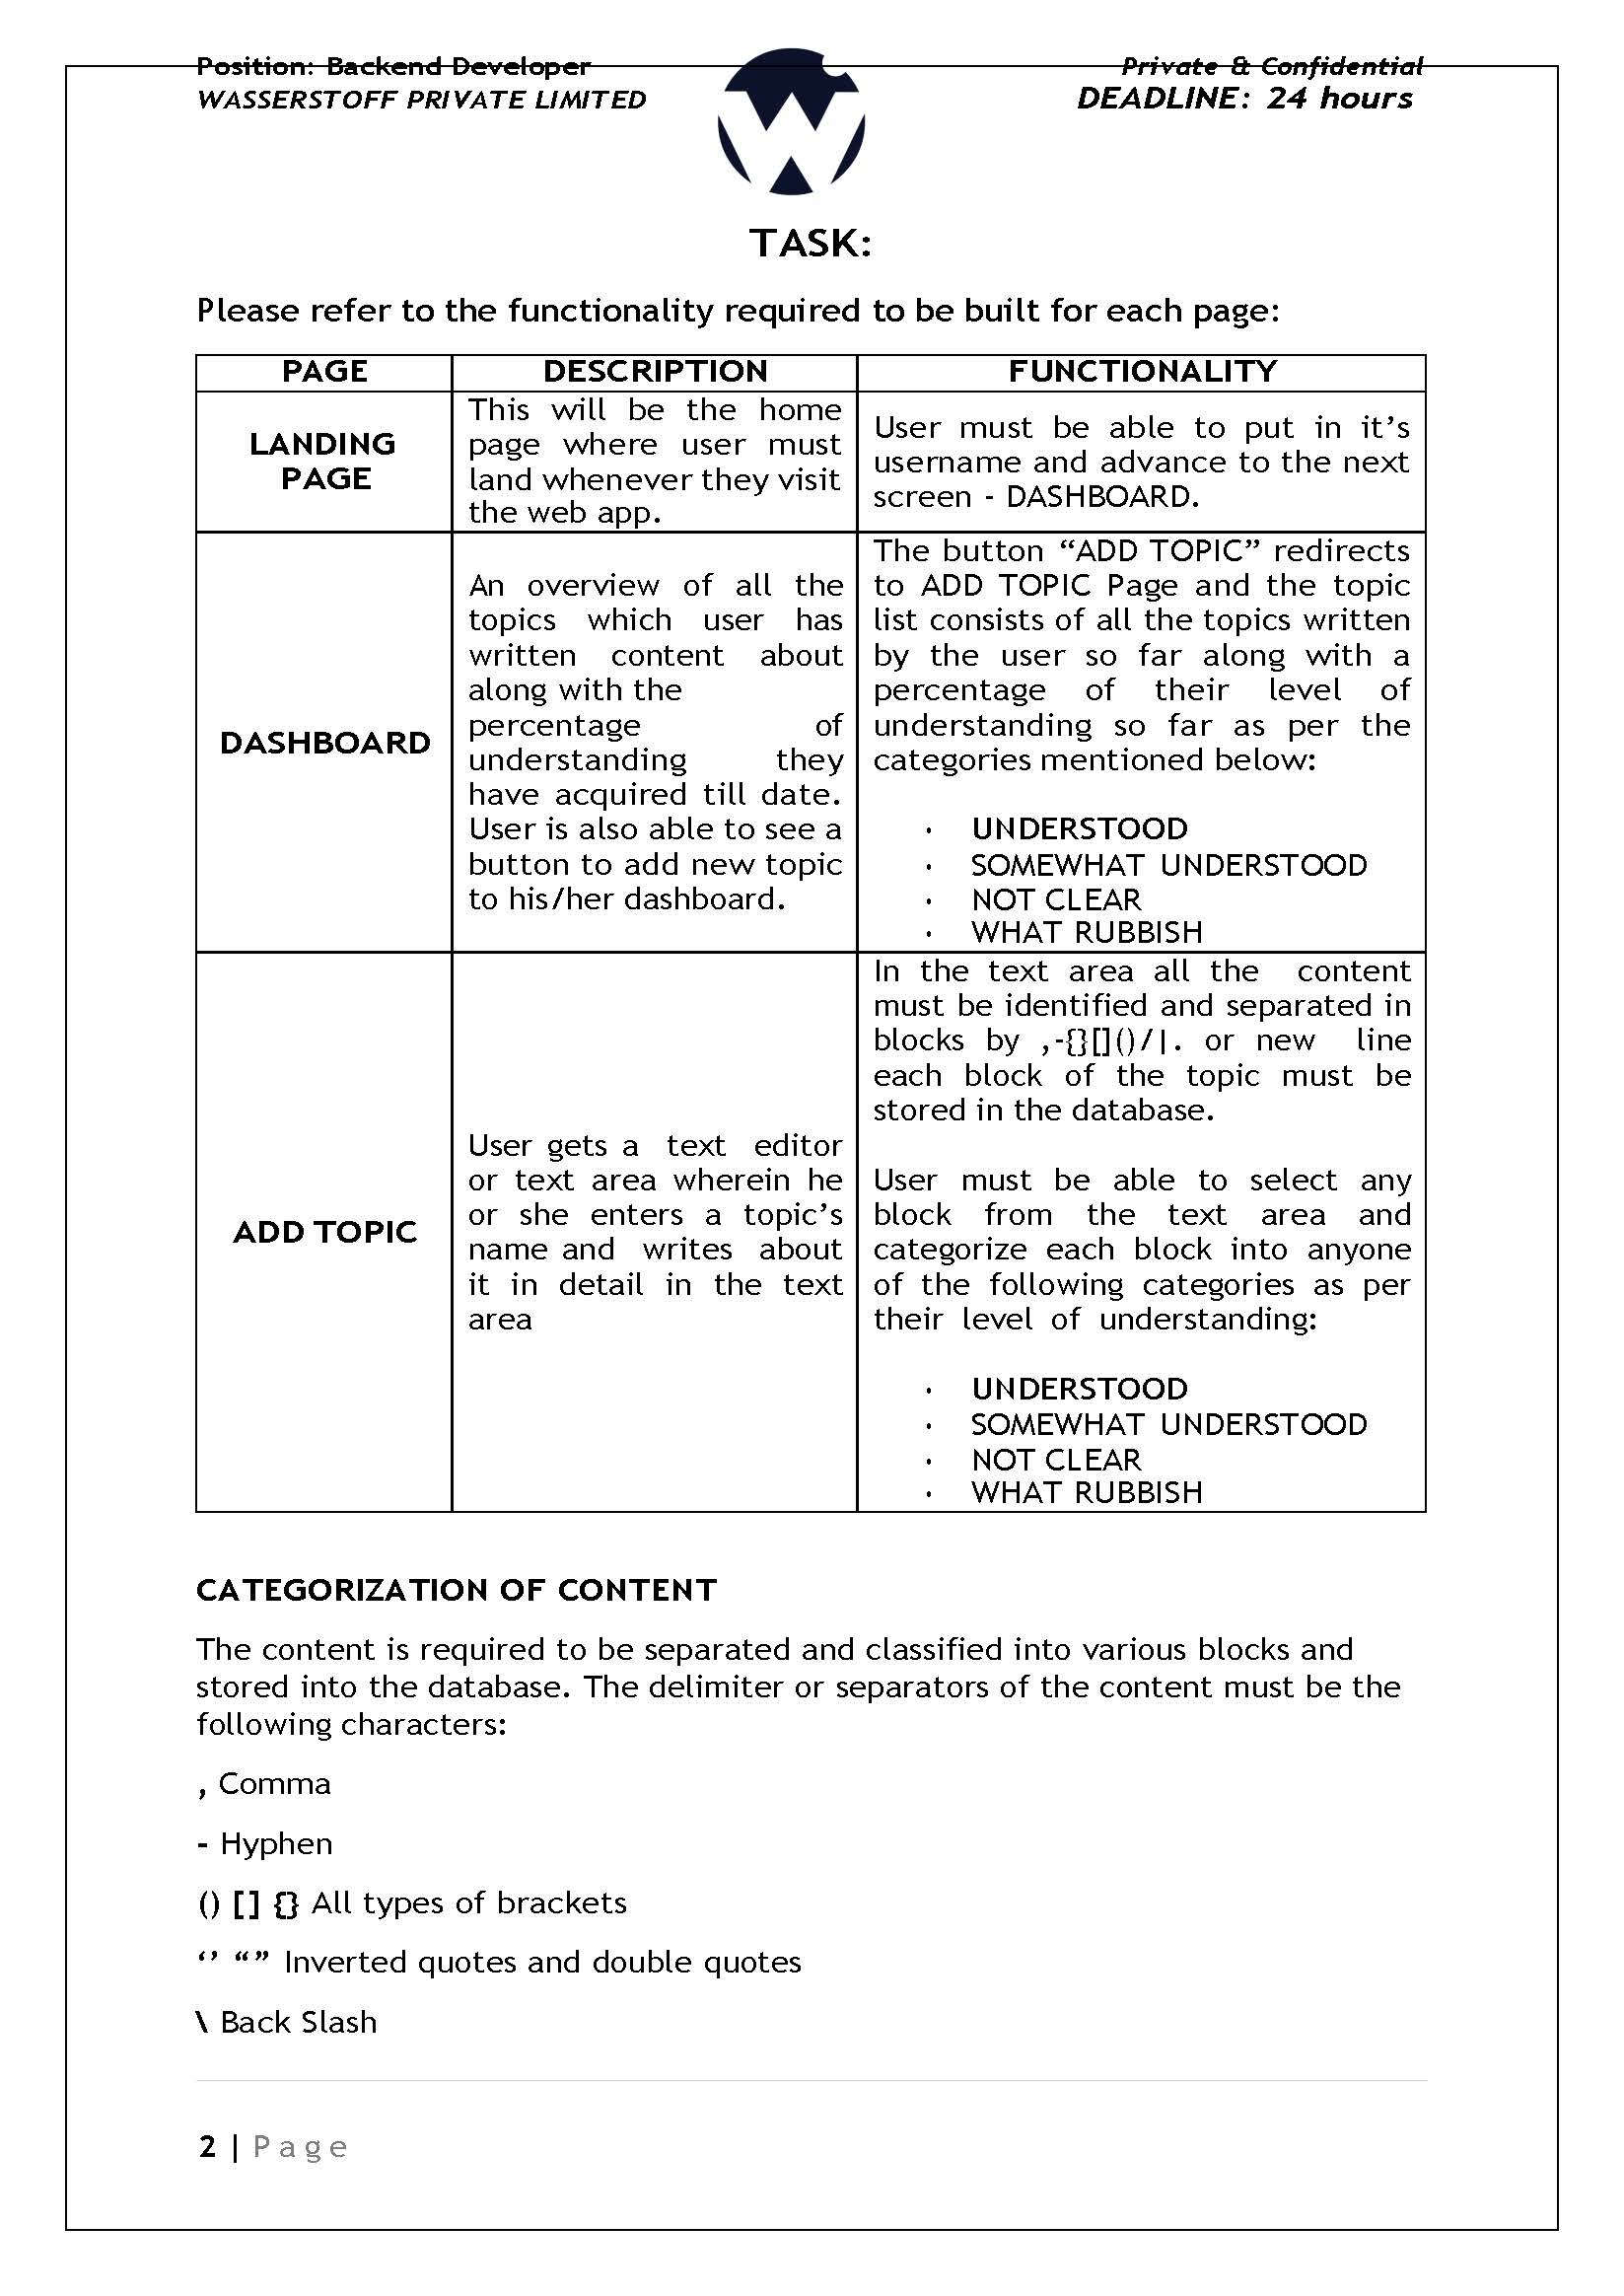 Position: Backend Developer
Private & Confidential
WASSERSTOFF PRIVATE LIMITED
DEADLINE: 24 hours
TASK:
Please refer to the functionality required to be built for each page:
PAGE
DESCRIPTION
FUNCTIONALITY
LANDING
PAGE
This will be the home
page where user must
land whenever they visit
the web app.
User must be able to put in it’s
username and advance to the next
screen - DASHBOARD.
DASHBOARD
An overview of all the
topics which user has
written content about
along with the
percentage of
understanding they
have acquired till date.
User is also able to see a
button to add new topic
to his/her dashboard.
The button “ADD TOPIC” redirects
to ADD TOPIC Page and the topic
list consists of all the topics written
by the user so far along with a
percentage of their level of
understanding so far as per the
categories mentioned below:
· UNDERSTOOD
· SOMEWHAT UNDERSTOOD
· NOT CLEAR
· WHAT RUBBISH
ADD TOPIC
User gets a text editor
or text area wherein he
or she enters a topic’s
name and writes about
it in detail in the text
area
In the text area all the content
must be identified and separated in
blocks by ,-{}[]()/|. or new line
each block of the topic must be
stored in the database.
User must be able to select any
block from the text area and
categorize each block into anyone
of the following categories as per
their level of understanding:
· UNDERSTOOD
· SOMEWHAT UNDERSTOOD
· NOT CLEAR
· WHAT RUBBISH
CATEGORIZATION OF CONTENT
The content is required to be separated and classified into various blocks and
stored into the database. The delimiter or separators of the content must be the
following characters:
, Comma
- Hyphen
() [] {} All types of brackets
‘’ “” Inverted quotes and double quotes
\ Back Slash
2 | Page